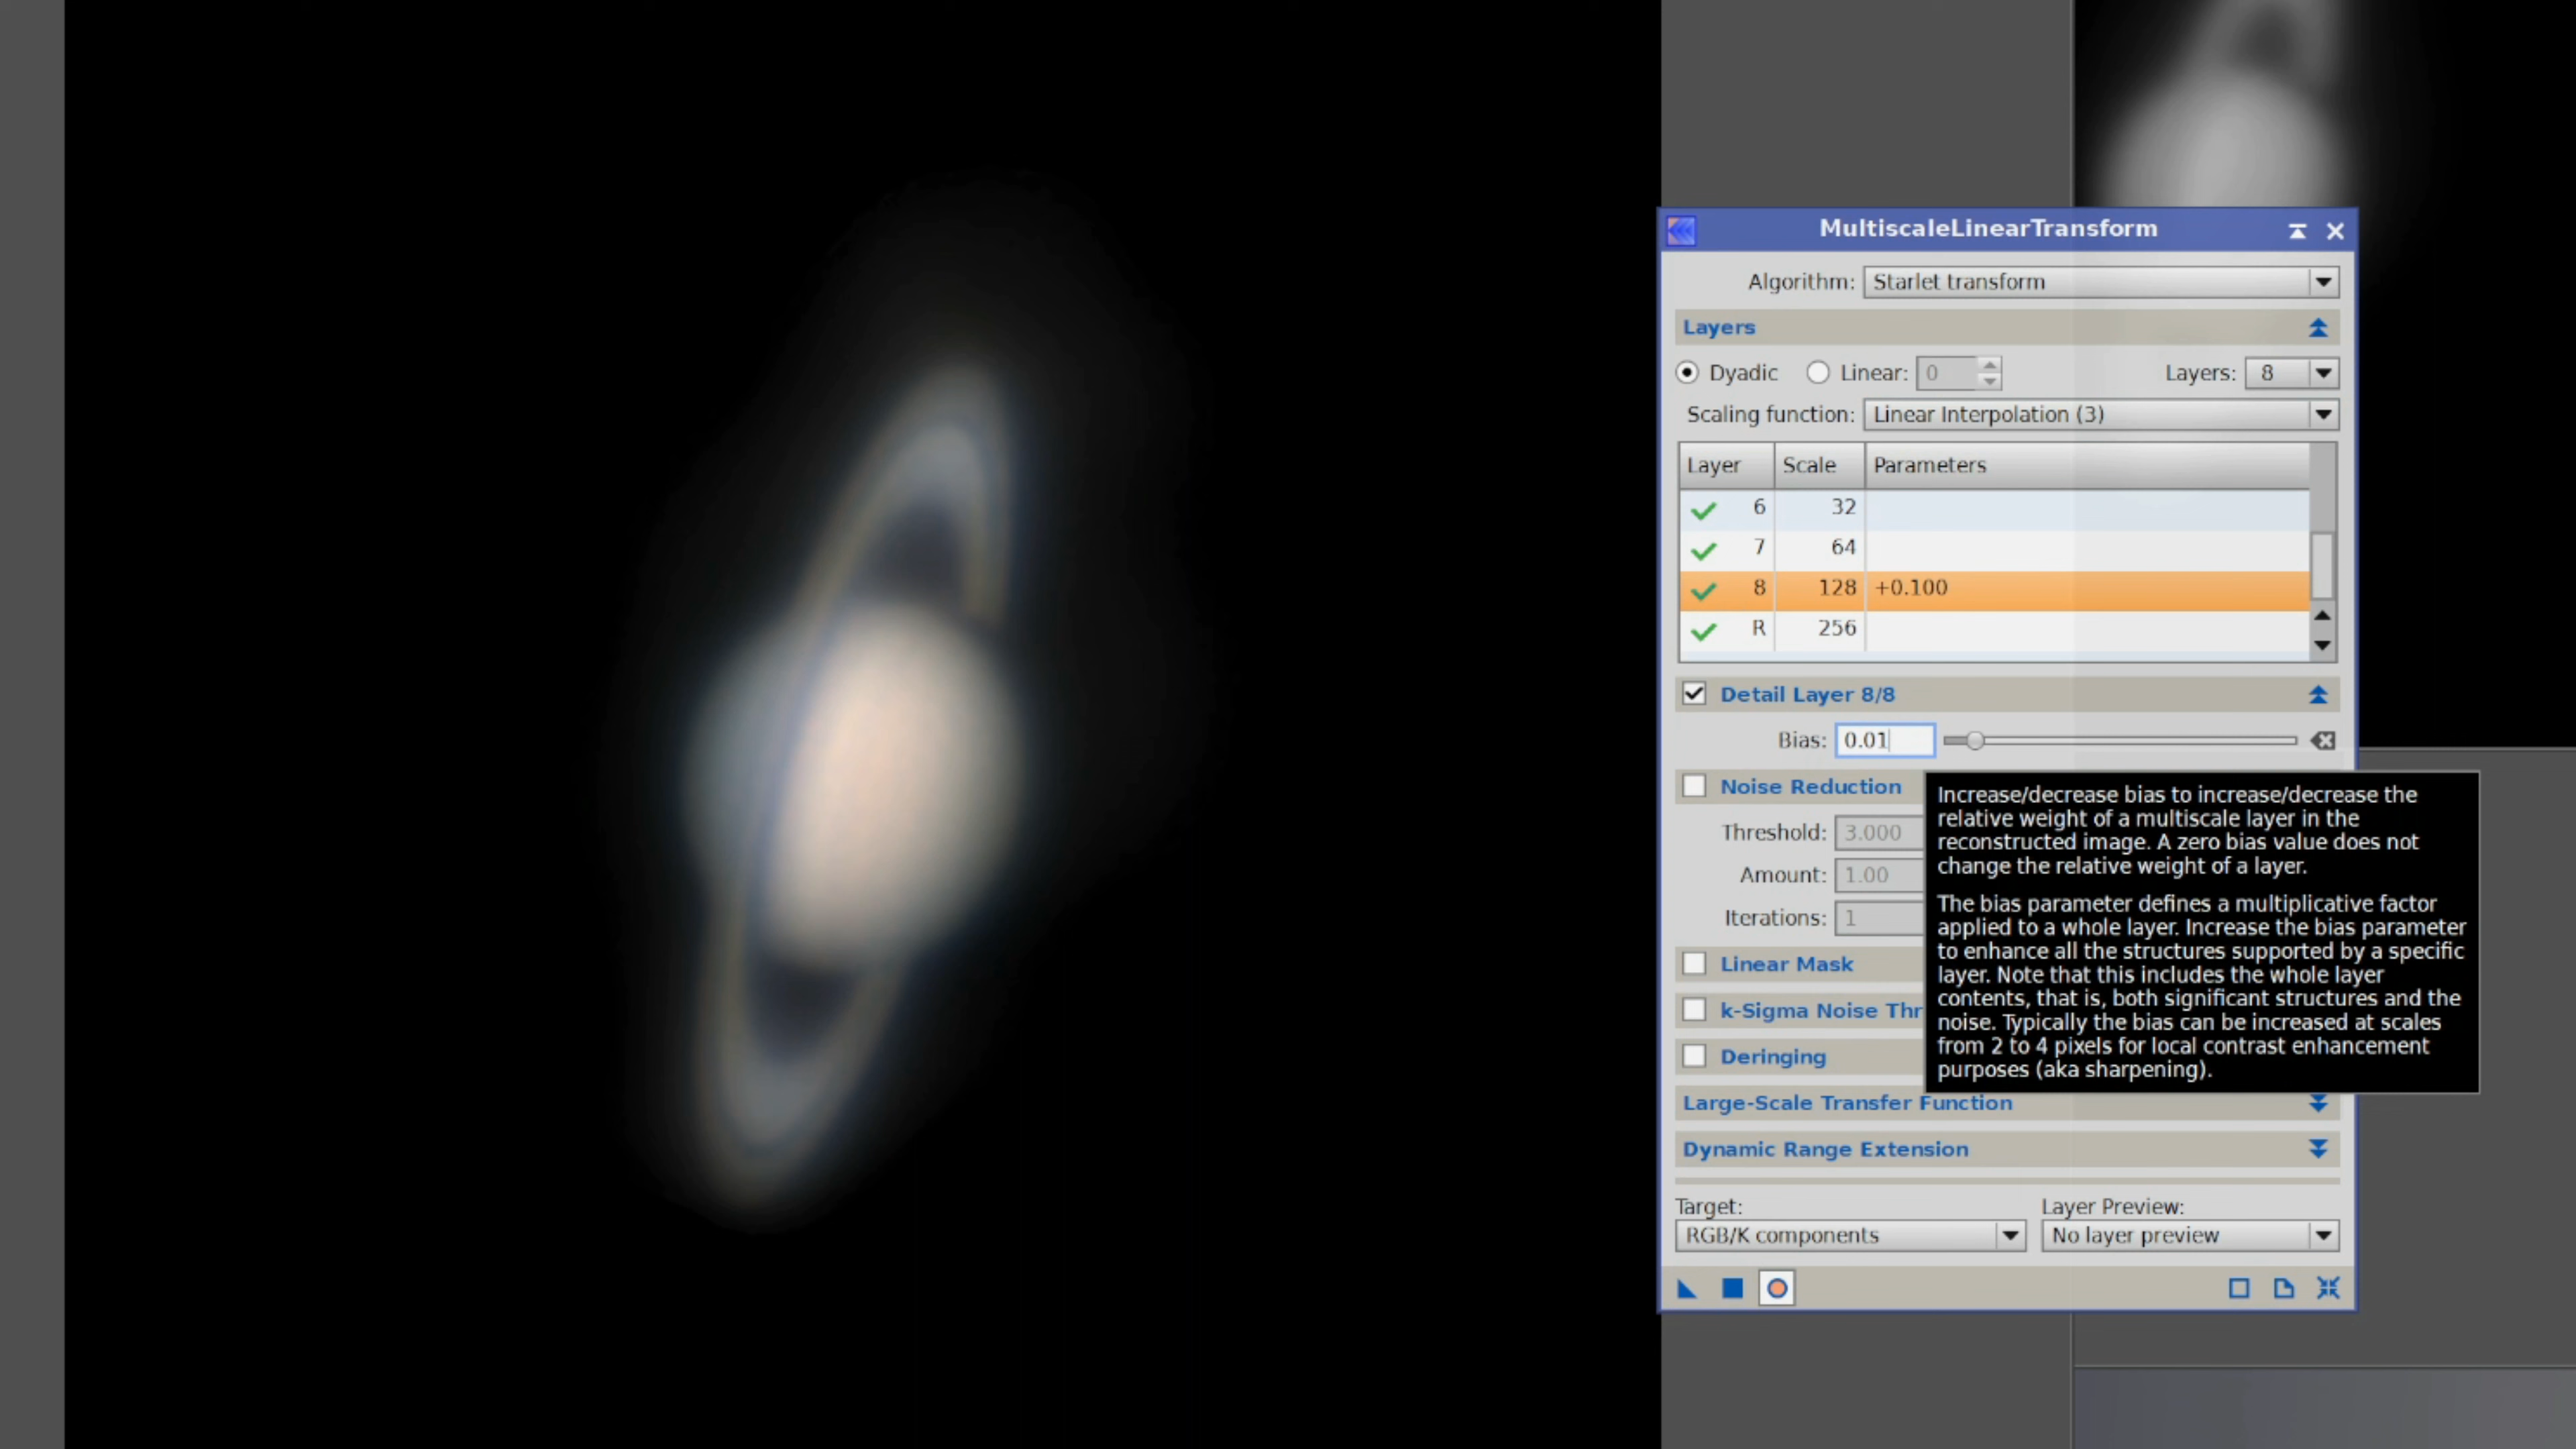 MultiscaleLinearTransform
Algorithm: Starlet transform
Layers
Dyadic Linear: 0 Layers: 8
Scaling function: Linear Interpolation (3)
Layer Scale Parameters
6 32
7 64
8 128 +0.100
R 256
Detail Layer 8/8
Bias: 0.01
Noise Reduction
Threshold: 3.000
Amount: 1.00
Iterations: 1
Linear Mask
k-Sigma Noise Thr
Deringing
Increase/decrease bias to increase/decrease the
relative weight of a multiscale layer in the
reconstructed image. A zero bias value does not
change the relative weight of a layer.
The bias parameter defines a multiplicative factor
applied to a whole layer. Increase the bias parameter
to enhance all the structures supported by a specific
layer. Note that this includes the whole layer
contents, that is, both significant structures and the
noise. Typically the bias can be increased at scales
from 2 to 4 pixels for local contrast enhancement
purposes (aka sharpening).
Large-Scale Transfer Function
Dynamic Range Extension
Target: Layer Preview:
RGB/K components No layer preview